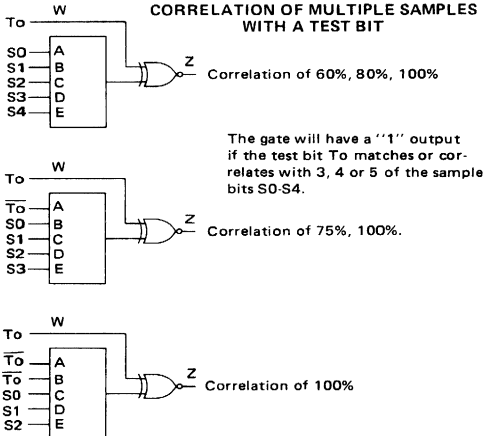 CORRELATION OF MULTIPLE SAMPLES
WITH A TEST BIT
W
To
S0 A
S1 B
S2 C
S3 D
S4 E
Z
Correlation of 60%, 80%, 100%
The gate will have a "1" output
if the test bit To matches or cor-
relates with 3, 4 or 5 of the sample
bits S0-S4.
W
To
T̅o̅ A
S0 B
S1 C
S2 D
S3 E
Z
Correlation of 75%, 100%.
W
To
T̅o̅ A
T̅o̅ B
S0 C
S1 D
S2 E
Z
Correlation of 100%